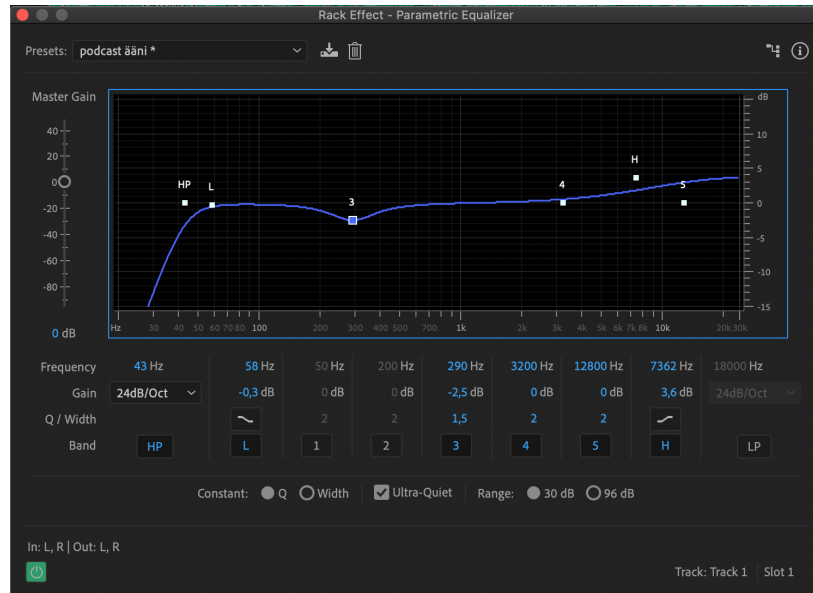 Rack Effect - Parametric Equalizer
Presets: podcast ääni *
Master Gain
dB
40
20
0
-20
-40
-60
-80
0 dB
HP
L
3
4
H
5
10
5
0
-5
-10
-15
Hz 30 40 50 60 70 80 100 200 300 400 500 700 1k 2k 3k 4k 5k 6k 7k 8k 10k 20k 30k
Frequency 43 Hz 58 Hz 50 Hz 200 Hz 290 Hz 3200 Hz 12800 Hz 7362 Hz 18000 Hz
Gain 24dB/Oct -0,3 dB 0 dB 0 dB -2,5 dB 0 dB 0 dB 3,6 dB 24dB/Oct
Q / Width 2 2 1,5 2 2
Band HP L 1 2 3 4 5 H LP
Constant: Q Width Ultra-Quiet Range: 30 dB 96 dB
In: L, R | Out: L, R
Track: Track 1 Slot 1